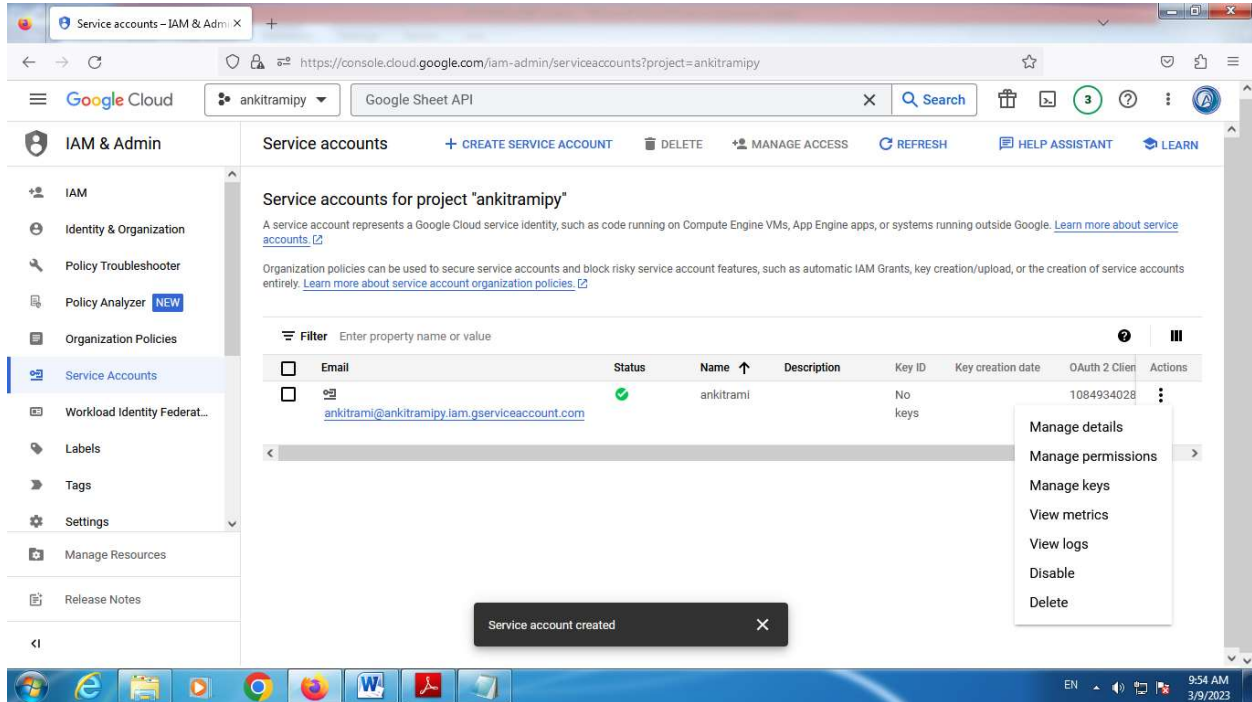 Service accounts – IAM & Admi
https://console.cloud.google.com/iam-admin/serviceaccounts?project=ankitramipy
Google Cloud
ankitramipy
Google Sheet API
Search
3
IAM & Admin
Service accounts
CREATE SERVICE ACCOUNT
DELETE
MANAGE ACCESS
REFRESH
HELP ASSISTANT
LEARN
IAM
Identity & Organization
Policy Troubleshooter
Policy Analyzer NEW
Organization Policies
Service Accounts
Workload Identity Federat...
Labels
Tags
Settings
Manage Resources
Release Notes
Service accounts for project "ankitramipy"
A service account represents a Google Cloud service identity, such as code running on Compute Engine VMs, App Engine apps, or systems running outside Google. Learn more about service
accounts.
Organization policies can be used to secure service accounts and block risky service account features, such as automatic IAM Grants, key creation/upload, or the creation of service accounts
entirely. Learn more about service account organization policies.
Filter Enter property name or value
Email Status Name Description Key ID Key creation date OAuth 2 Clien Actions
ankitrami@ankitramipy.iam.gserviceaccount.com ankitrami No 1084934028
keys
Manage details
Manage permissions
Manage keys
View metrics
View logs
Disable
Delete
Service account created
EN
9:54 AM
3/9/2023